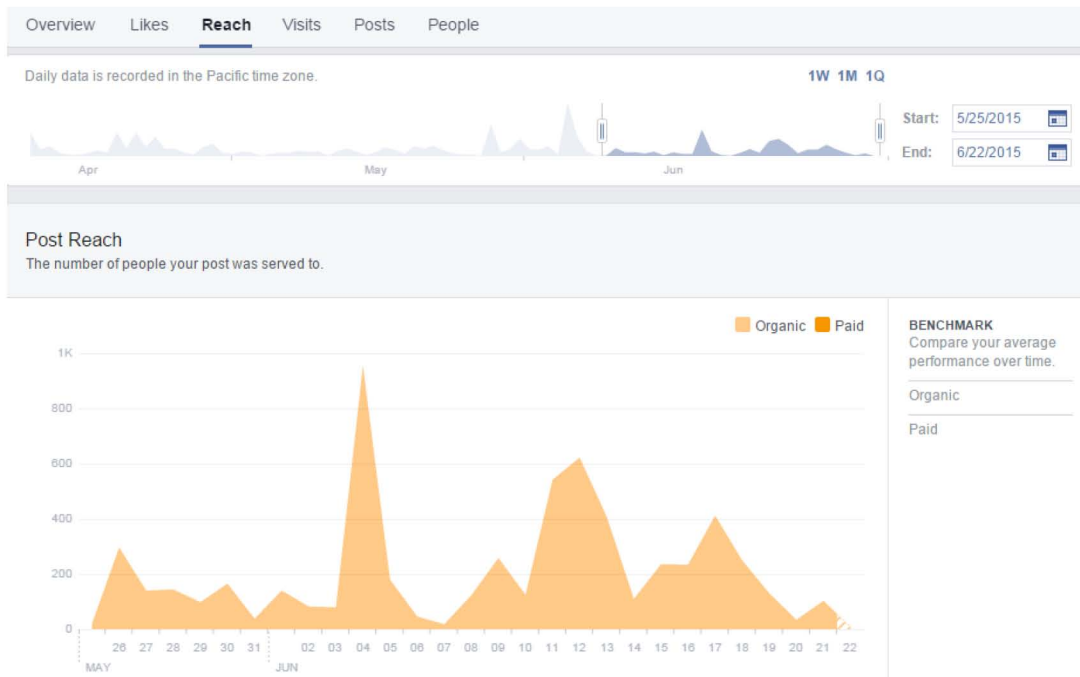 Overview Likes Reach Visits Posts People
Daily data is recorded in the Pacific time zone.
1W 1M 1Q
Start: 5/25/2015
End: 6/22/2015
Apr May Jun
Post Reach
The number of people your post was served to.
Organic Paid
1K
800
600
400
200
0
26 27 28 29 30 31 02 03 04 05 06 07 08 09 10 11 12 13 14 15 16 17 18 19 20 21 22
MAY JUN
BENCHMARK
Compare your average
performance over time.
Organic
Paid